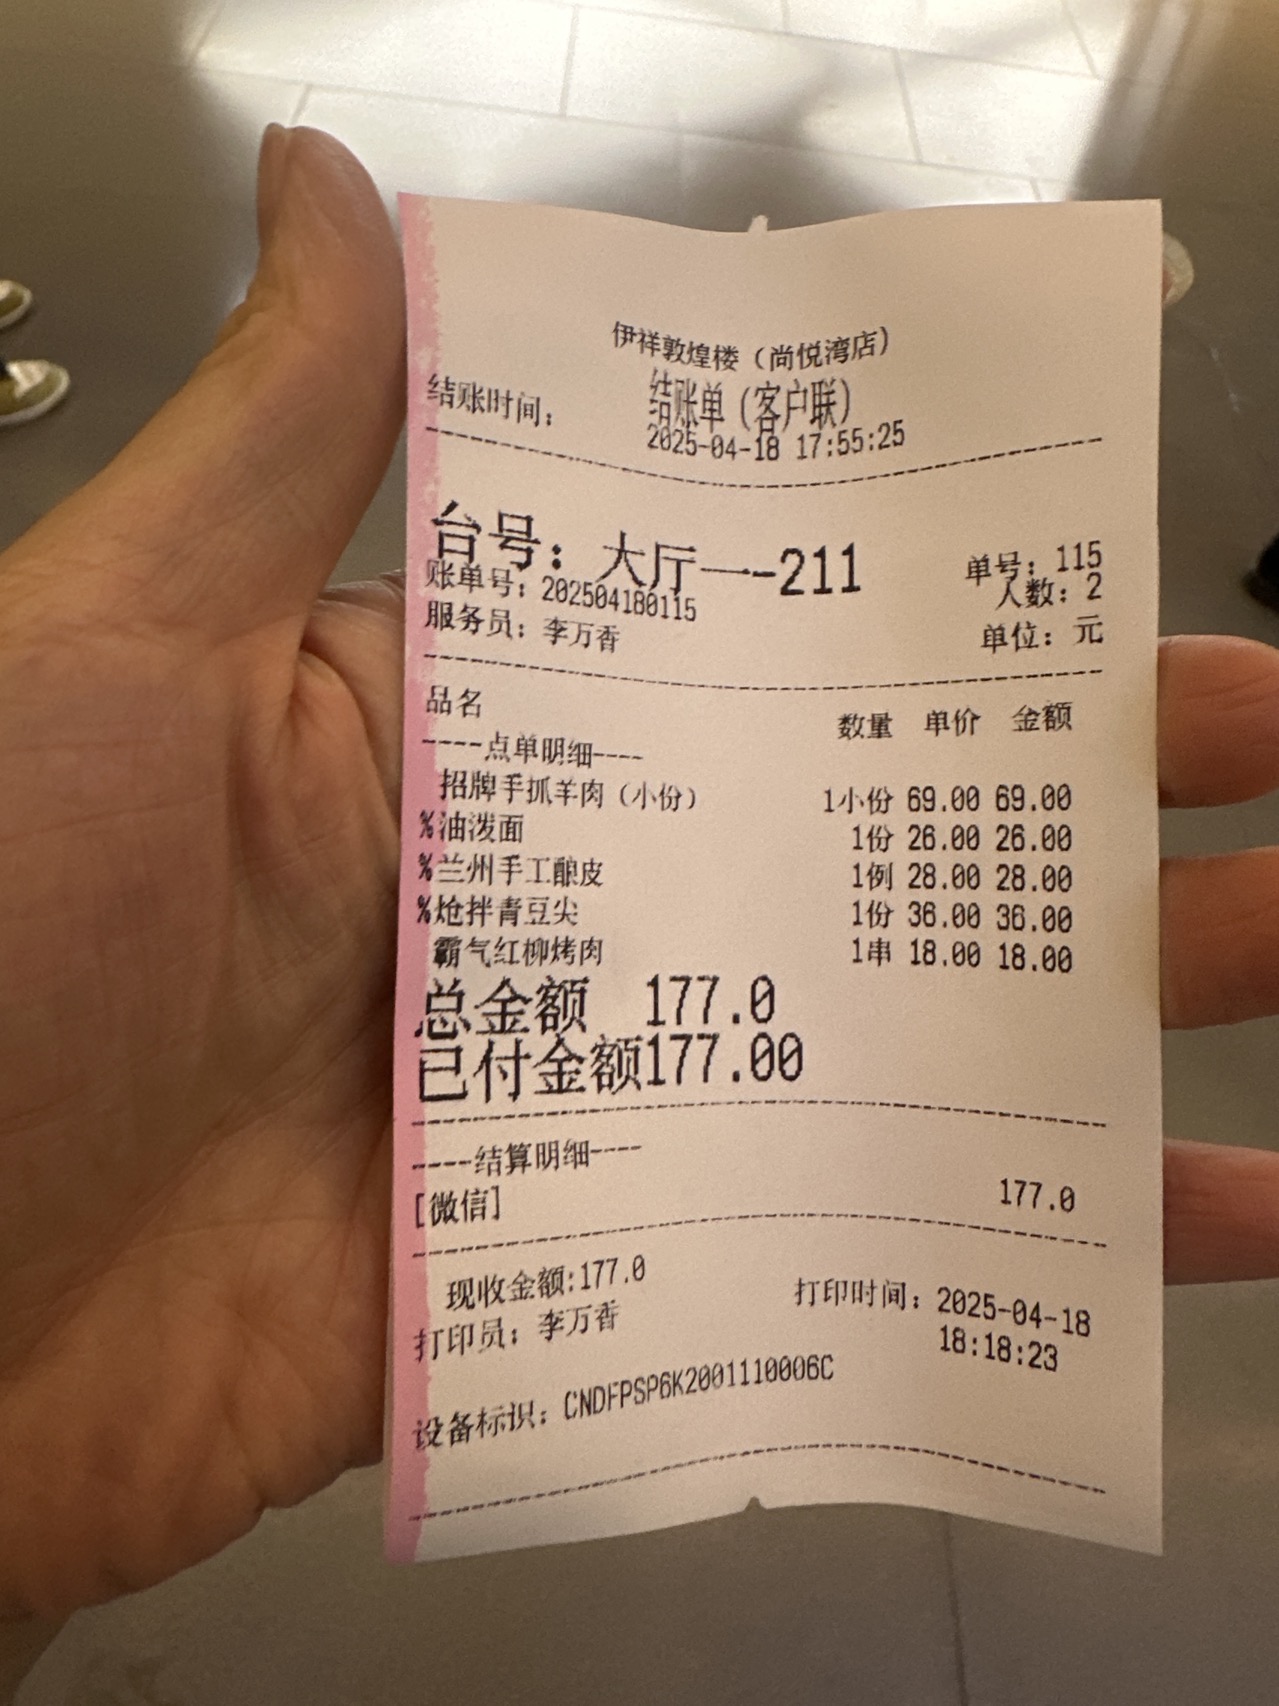 伊祥敦煌楼（尚悦湾店）
结账单（客户联）
结账时间： 2025-04-18 17:55:25
台号：大厅一-211 单号：115
账单号：202504180115 人数：2
服务员：李万香 单位：元
品名 数量 单价 金额
----点单明细----
招牌手抓羊肉（小份） 1小份 69.00 69.00
%油泼面 1份 26.00 26.00
%兰州手工酿皮 1例 28.00 28.00
%炝拌青豆尖 1份 36.00 36.00
霸气红柳烤肉 1串 18.00 18.00
总金额 177.0
已付金额177.00
----结算明细----
[微信] 177.0
现收金额:177.0
打印员：李万香 打印时间：2025-04-18 18:18:23
设备标识：CNDFPSP6K2001110006C